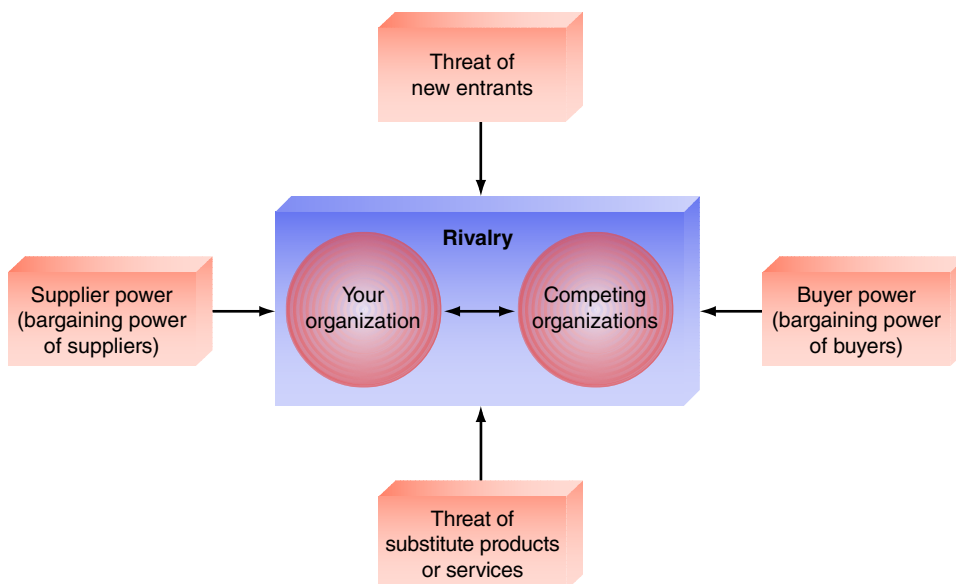 Threat of
new entrants
Rivalry
Supplier power
(bargaining power
of suppliers)
Your
organization
Competing
organizations
Buyer power
(bargaining power
of buyers)
Threat of
substitute products
or services